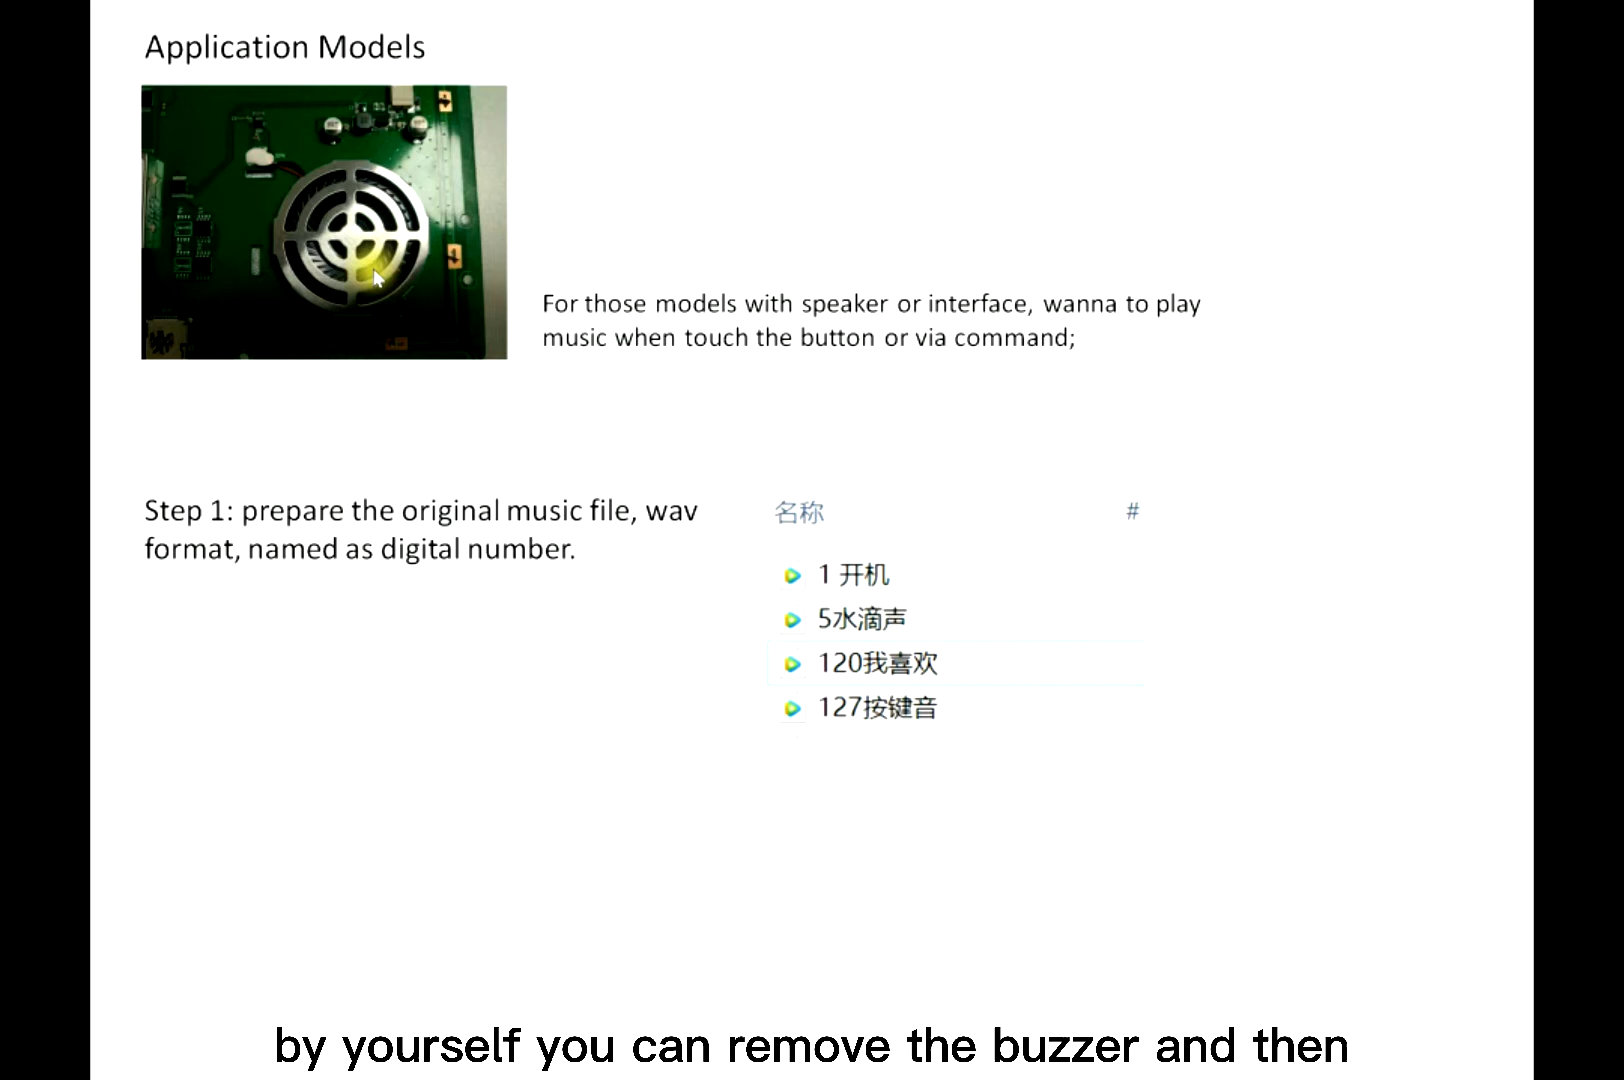 Application Models
For those models with speaker or interface, wanna to play
music when touch the button or via command;
Step 1: prepare the original music file, wav
format, named as digital number.
名称 #
1 开机
5水滴声
120我喜欢
127按键音
by yourself you can remove the buzzer and then